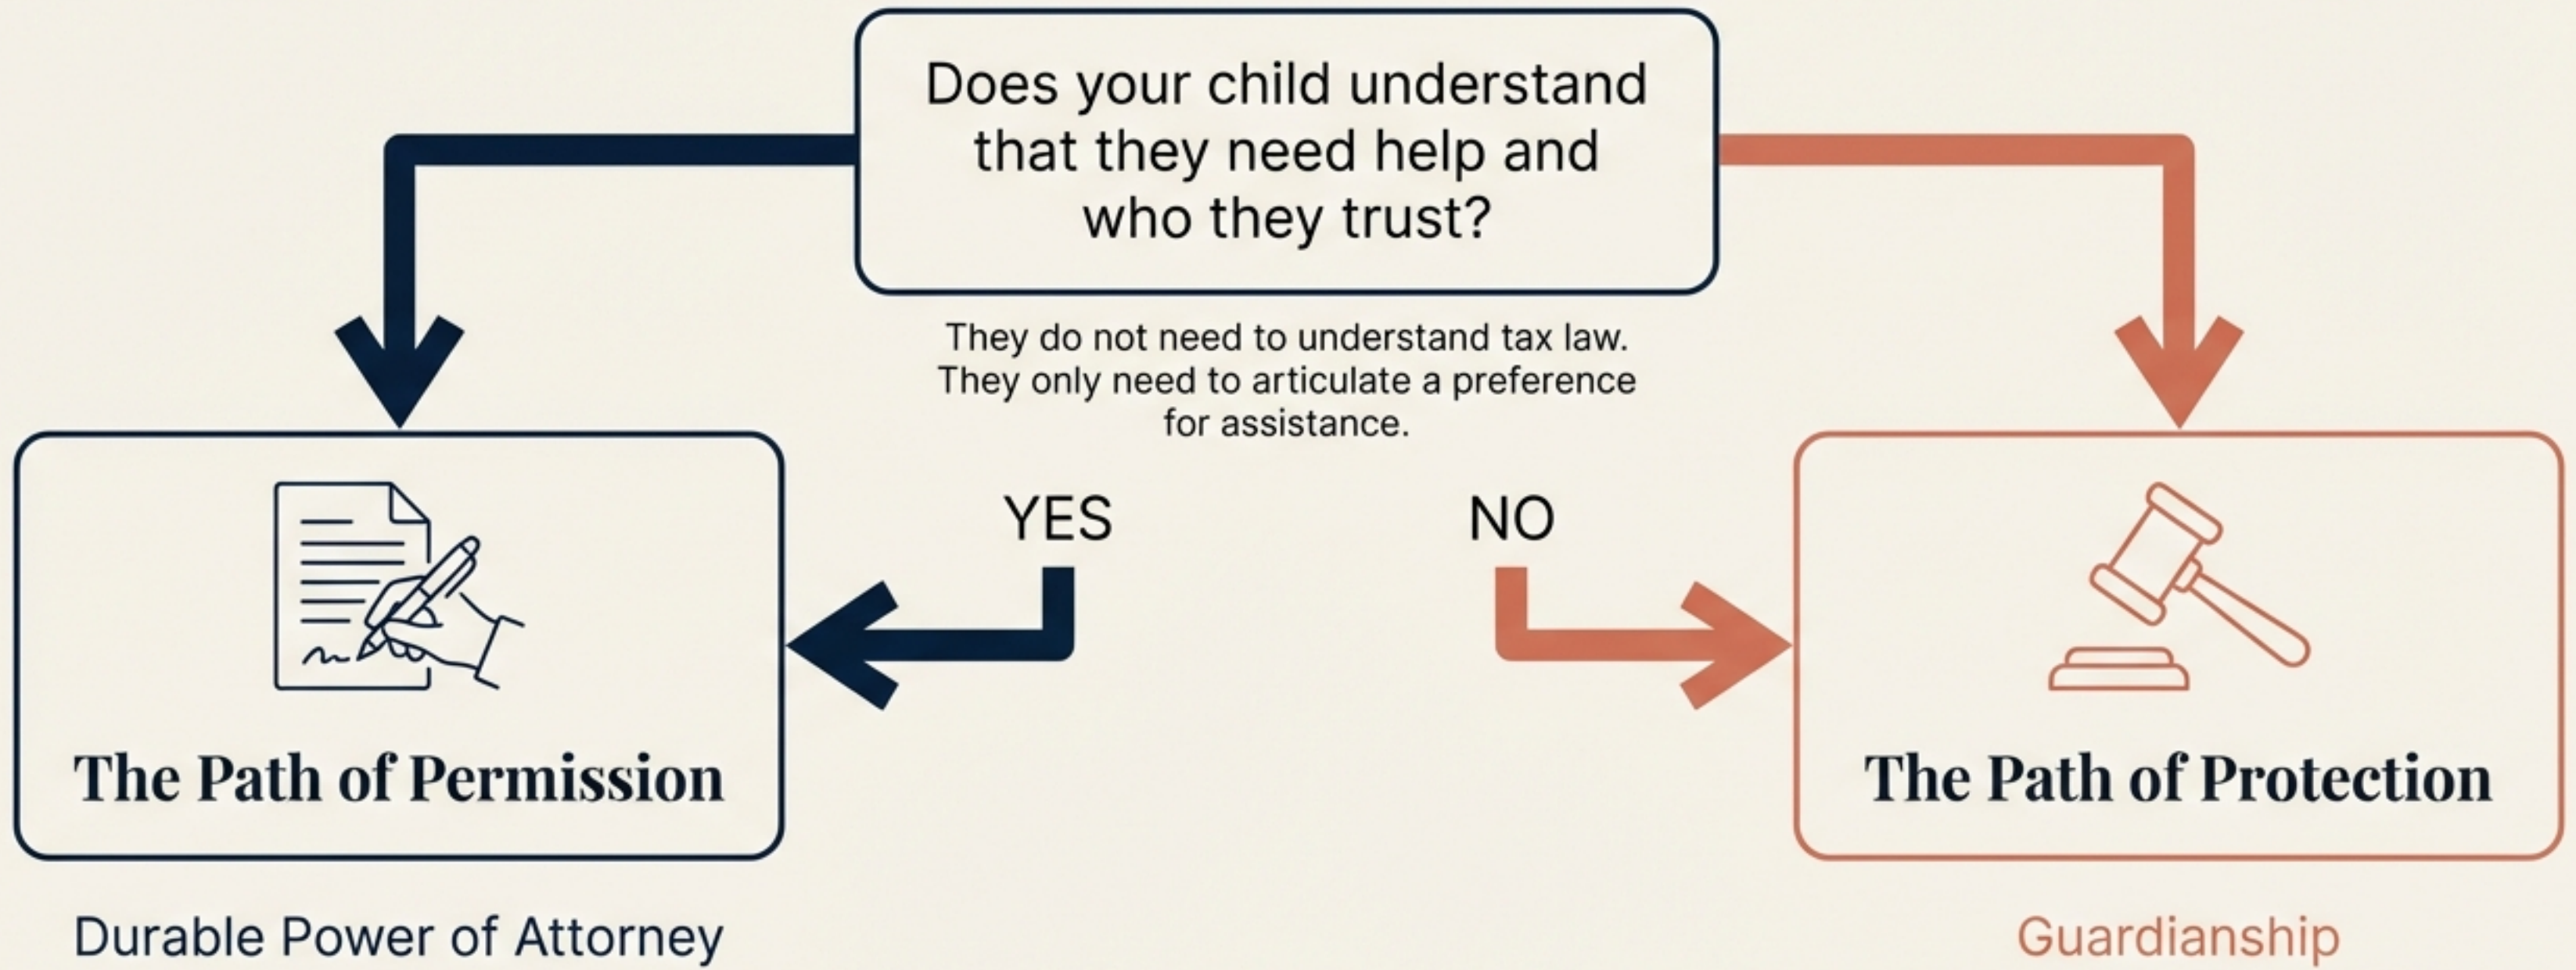 Does your child understand
that they need help and
who they trust?
They do not need to understand tax law.
They only need to articulate a preference
for assistance.
YES
NO
The Path of Permission
The Path of Protection
Durable Power of Attorney
Guardianship